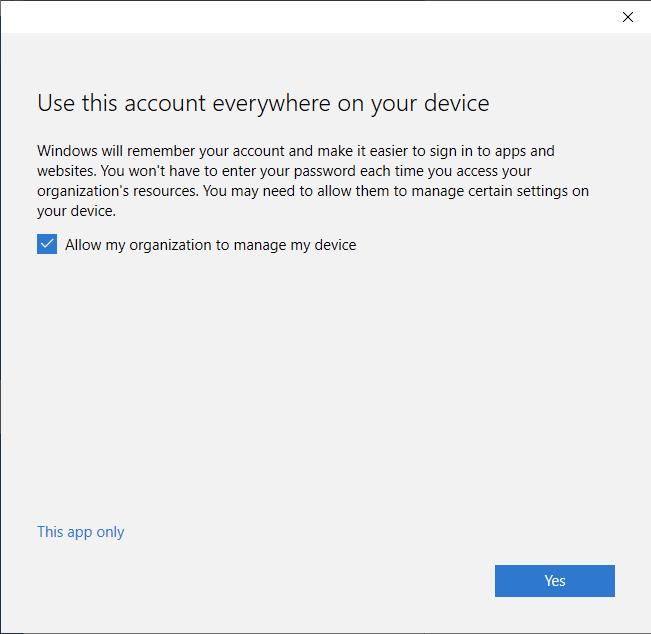 Use this account everywhere on your device
Windows will remember your account and make it easier to sign in to apps and
websites. You won't have to enter your password each time you access your
organization's resources. You may need to allow them to manage certain settings on
your device.
Allow my organization to manage my device
This app only
Yes